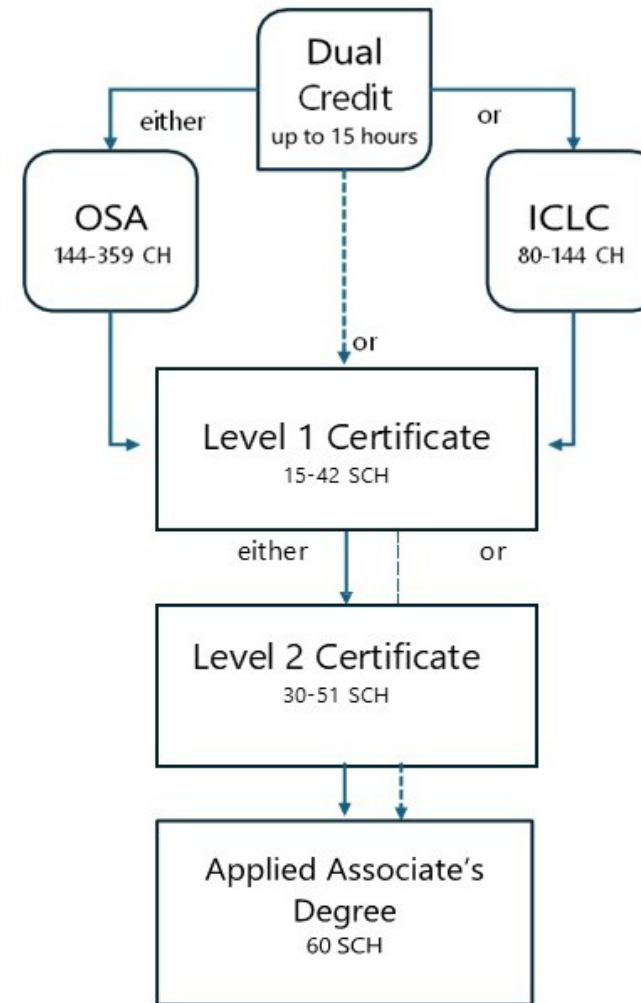 Dual
Credit
up to 15 hours
either
or
OSA
144-359 CH
ICLC
80-144 CH
or
Level 1 Certificate
15-42 SCH
either
or
Level 2 Certificate
30-51 SCH
Applied Associate’s
Degree
60 SCH